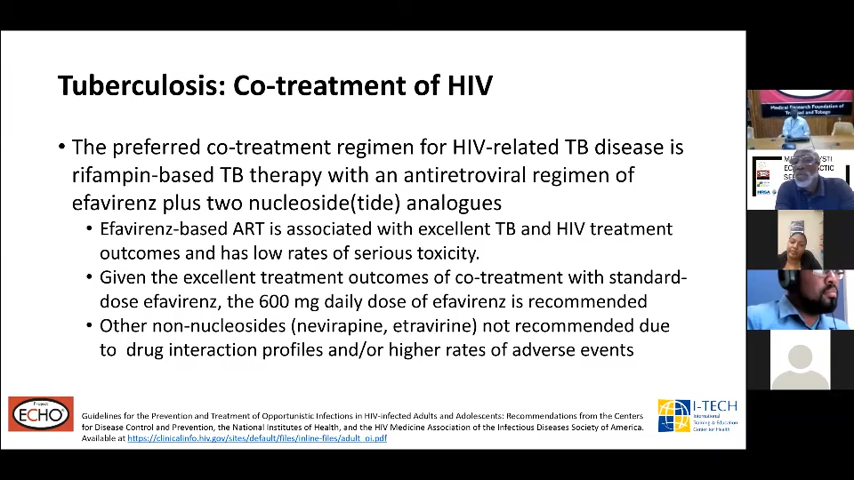 Tuberculosis: Co-treatment of HIV
• The preferred co-treatment regimen for HIV-related TB disease is
rifampin-based TB therapy with an antiretroviral regimen of
efavirenz plus two nucleoside(tide) analogues
• Efavirenz-based ART is associated with excellent TB and HIV treatment
outcomes and has low rates of serious toxicity.
• Given the excellent treatment outcomes of co-treatment with standard-
dose efavirenz, the 600 mg daily dose of efavirenz is recommended
• Other non-nucleosides (nevirapine, etravirine) not recommended due
to drug interaction profiles and/or higher rates of adverse events
Project
ECHO
Guidelines for the Prevention and Treatment of Opportunistic Infections in HIV-infected Adults and Adolescents: Recommendations from the Centers
for Disease Control and Prevention, the National Institutes of Health, and the HIV Medicine Association of the Infectious Diseases Society of America.
Available at https://clinicalinfo.hiv.gov/sites/default/files/inline-files/adult_oi.pdf
I-TECH
International
Training & Education
Center for Health
Medical Research Foundation of
Trinidad and Tobago
HRSA